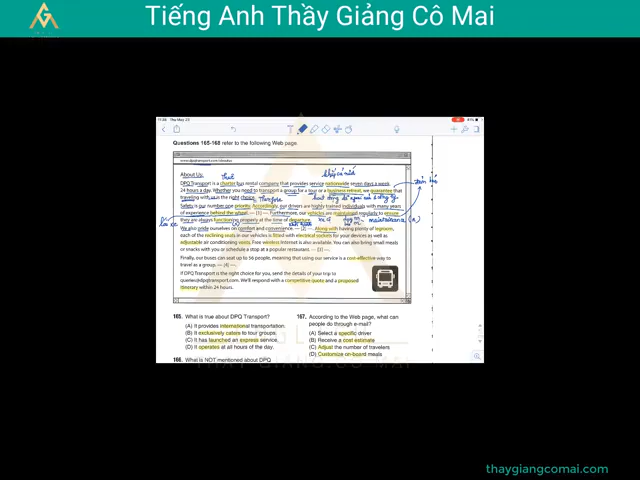 Tiếng Anh Thầy Giảng Cô Mai
Questions 165-168 refer to the following Web page.
About Us
DPQ Transport is a charter bus rental company that provides service nationwide seven days a week,
24 hours a day. Whether you need to transport a group for a tour or a business retreat, we guarantee that
traveling with us is the right choice.
Safety is our number one priority. Accordingly, our drivers are highly trained individuals with many years
of experience behind the wheel. — [1] — Furthermore, our vehicles are maintained regularly to ensure
they are always functioning properly at the time of departure.
We also pride ourselves on comfort and convenience. — [2] — Along with having plenty of legroom,
each of the reclining seats in our vehicles is fitted with electrical sockets for your devices as well as
adjustable air conditioning vents. Free wireless Internet is also available. You can also bring small meals
or snacks with you or schedule a stop at a popular restaurant. — [3] —
Finally, our buses can seat up to 56 people, meaning that using our service is a cost-effective way to
travel as a group. — [4] —
If DPQ Transport is the right choice for you, send the details of your trip to
queries@dpqtransport.com. We'll respond with a competitive quote and a proposed
itinerary within 24 hours.
165. What is true about DPQ Transport?
(A) It provides international transportation.
(B) It exclusively caters to tour groups.
(C) It has launched an express service.
(D) It operates at all hours of the day.
166. What is NOT mentioned about DPQ
167. According to the Web page, what can
people do through e-mail?
(A) Select a specific driver
(B) Receive a cost estimate
(C) Adjust the number of travelers
(D) Customize on-board meals
thaygiangcomai.com